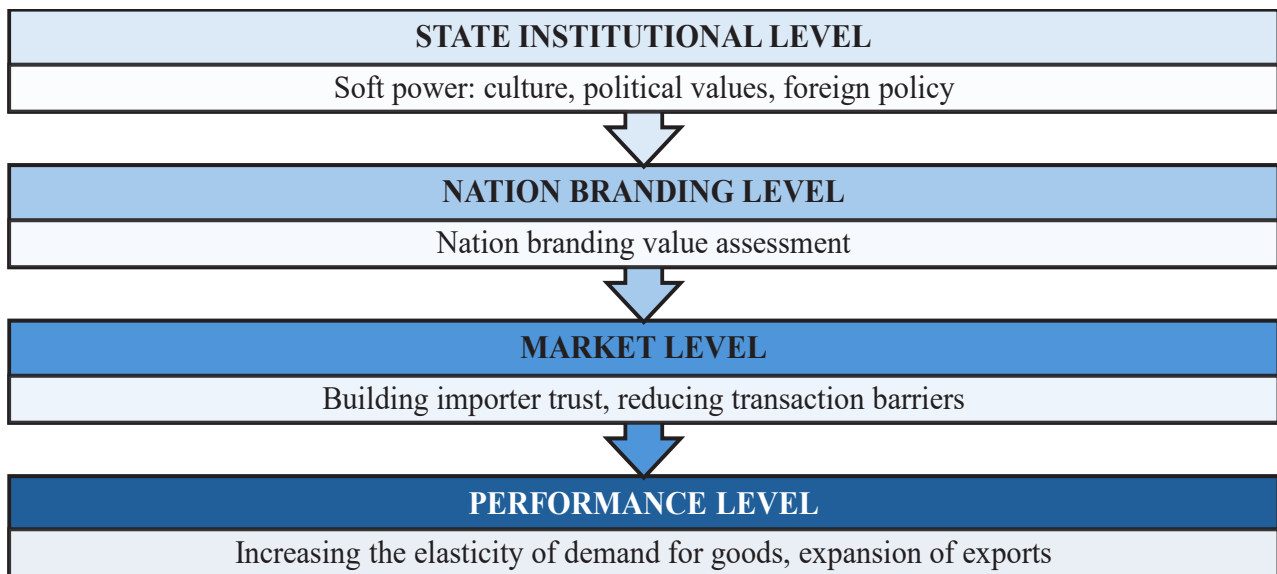 STATE INSTITUTIONAL LEVEL
Soft power: culture, political values, foreign policy
NATION BRANDING LEVEL
Nation branding value assessment
MARKET LEVEL
Building importer trust, reducing transaction barriers
PERFORMANCE LEVEL
Increasing the elasticity of demand for goods, expansion of exports